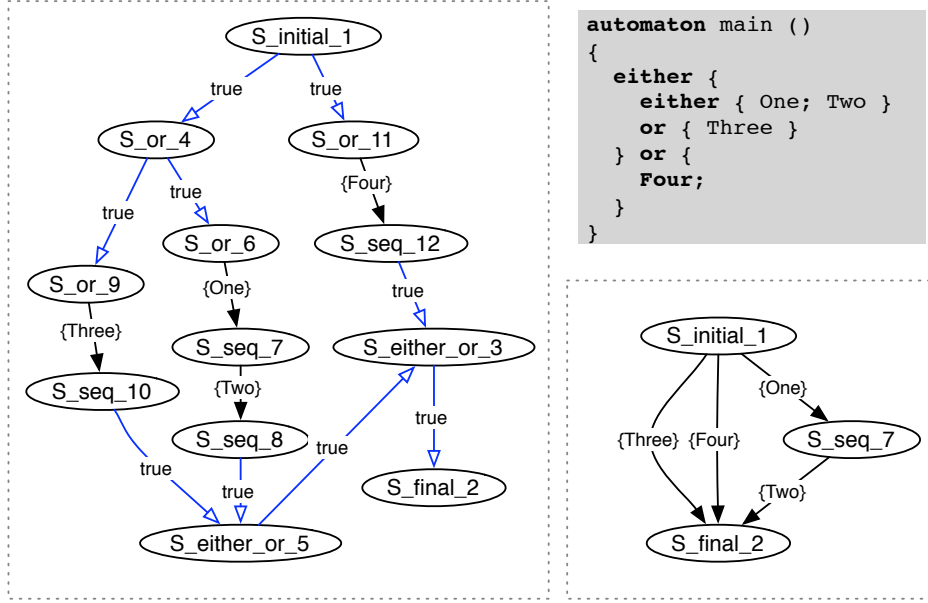 S_initial_1
true
true
S_or_4
S_or_11
{Four}
true
true
S_or_6
S_seq_12
S_or_9
{One}
true
{Three}
S_seq_7
S_either_or_3
S_seq_10
{Two}
true
S_seq_8
true
true
true
S_final_2
S_either_or_5
automaton main ()
{
either {
either { One; Two }
or { Three }
} or {
Four;
}
}
S_initial_1
{One}
{Three}
{Four}
S_seq_7
{Two}
S_final_2